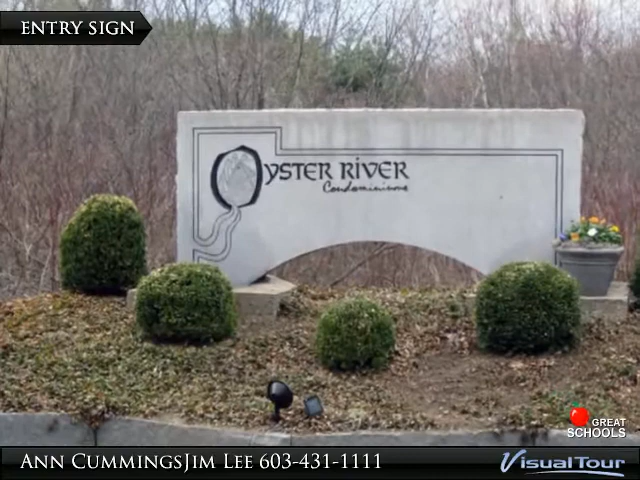 ENTRY SIGN
OYSTER RIVER
Condominiums
GREAT
SCHOOLS
ANN CUMMINGSJIM LEE 603-431-1111
VISUALTOUR